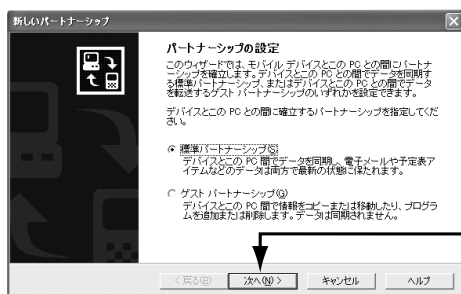 新しいパートナーシップ
パートナーシップの設定
このウィザードでは、モバイル デバイスとこの PC との間にパートナ
ーシップを確立します。デバイスとこの PC との間でデータを同期す
る標準パートナーシップ、またはデバイスとこの PC との間でデータ
を転送するゲスト パートナーシップのいずれかを設定できます。
デバイスとこの PC との間に確立するパートナーシップを指定してくだ
さい。
標準パートナーシップ(S)
デバイスとこの PC 間でデータを同期し、電子メールや予定表ア
イテムなどのデータは両方で最新の状態に保たれます。
ゲスト パートナーシップ(G)
デバイスとこの PC 間で情報をコピーまたは移動したり、プログラ
ムを追加または削除します。データは同期されません。
< 戻る(B)
次へ(N) >
キャンセル
ヘルプ